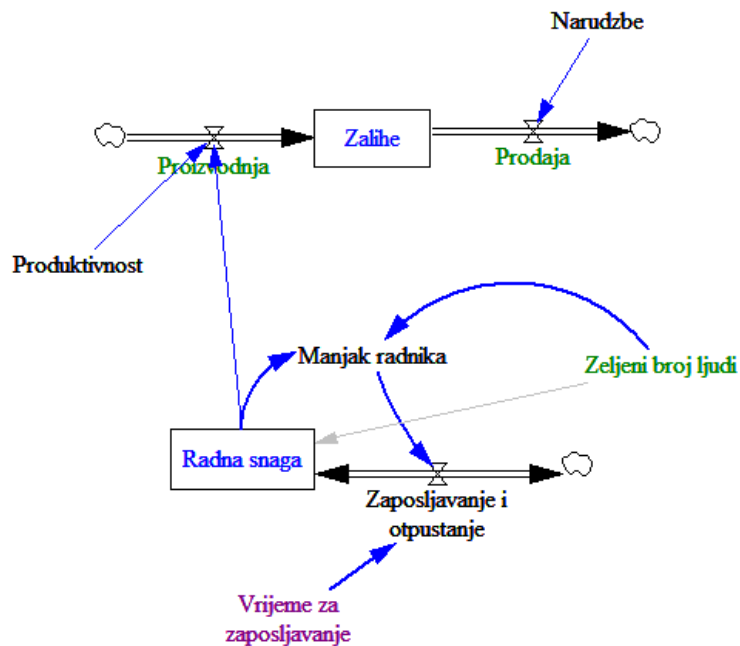 Narudzbe
Zalihe
Proizvodnja
Prodaja
Produktivnost
Manjak radnika
Zeljeni broj ljudi
Radna snaga
Zaposljavanje i
otpustanje
Vrijeme za
zaposljavanje